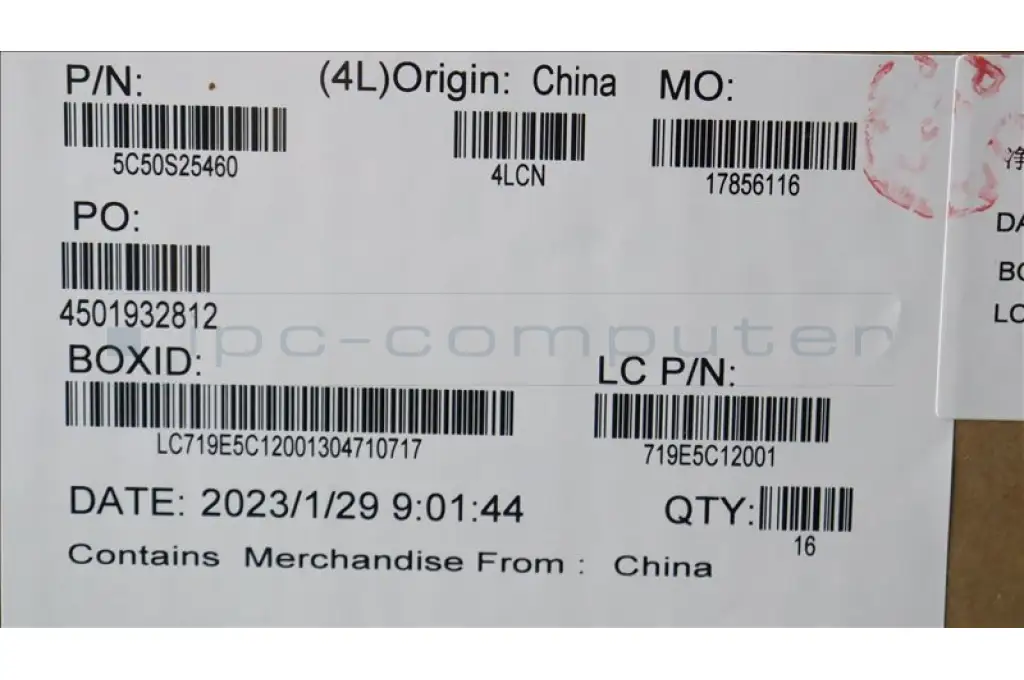 P/N:
5C50S25460
(4L)Origin: China
4LCN
MO:
17856116
PO:
4501932812
BOXID:
LC719E5C12001304710717
LC P/N:
719E5C12001
DATE: 2023/1/29 9:01:44
QTY:
16
Contains Merchandise From : China
ipc-computer
净
DA
BO
LO